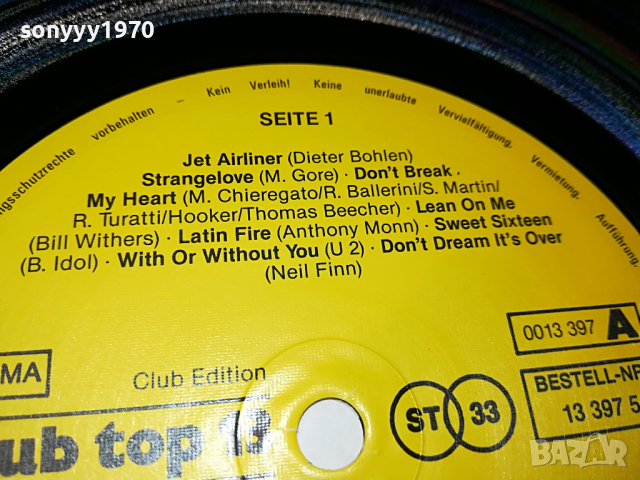 sonyyy1970
ngsschutzrechte vorbehalten – Kein Verleih! Keine unerlaubte Vervielfältigung, Vermietung, Aufführung,
SEITE 1
Jet Airliner (Dieter Bohlen)
Strangelove (M. Gore) · Don't Break
My Heart (M. Chieregato/R. Ballerini/S. Martin/
R. Turatti/Hooker/Thomas Beecher) · Lean On Me
(Bill Withers) · Latin Fire (Anthony Monn) · Sweet Sixteen
(B. Idol) · With Or Without You (U 2) · Don't Dream It's Over
(Neil Finn)
0013 397 A
MA
Club Edition
ST 33
BESTELL-NR
13 397 5
ub top 13
BAZAR